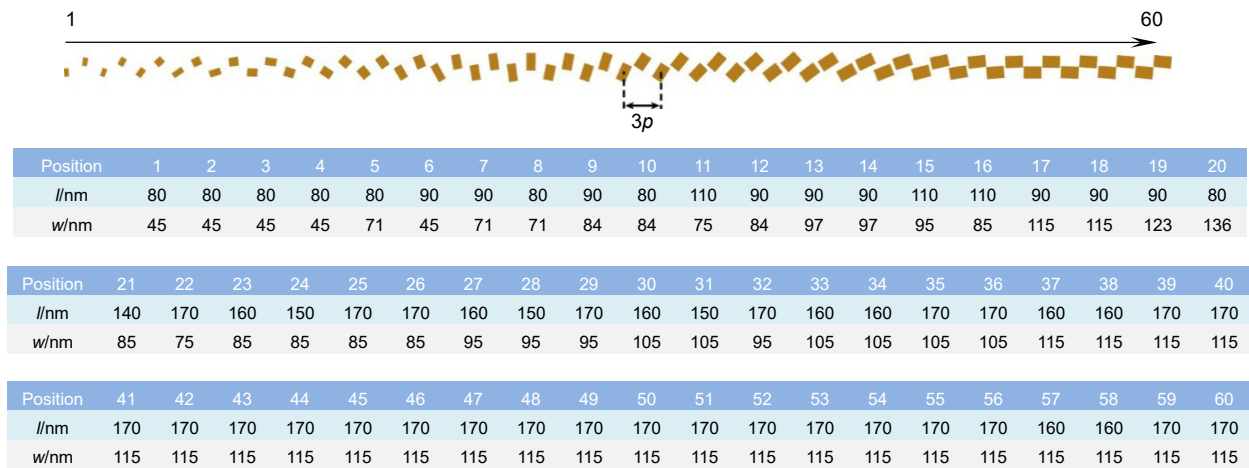 1 60
3p
Position 1 2 3 4 5 6 7 8 9 10 11 12 13 14 15 16 17 18 19 20
l/nm 80 80 80 80 80 90 90 80 90 80 110 90 90 90 110 110 90 90 90 80
w/nm 45 45 45 45 71 45 71 71 84 84 75 84 97 97 95 85 115 115 123 136
Position 21 22 23 24 25 26 27 28 29 30 31 32 33 34 35 36 37 38 39 40
l/nm 140 170 160 150 170 170 160 150 170 160 150 170 160 160 170 170 160 160 170 170
w/nm 85 75 85 85 85 85 95 95 95 105 105 95 105 105 105 105 115 115 115 115
Position 41 42 43 44 45 46 47 48 49 50 51 52 53 54 55 56 57 58 59 60
l/nm 170 170 170 170 170 170 170 170 170 170 170 170 170 170 170 170 160 160 170 170
w/nm 115 115 115 115 115 115 115 115 115 115 115 115 115 115 115 115 115 115 115 115